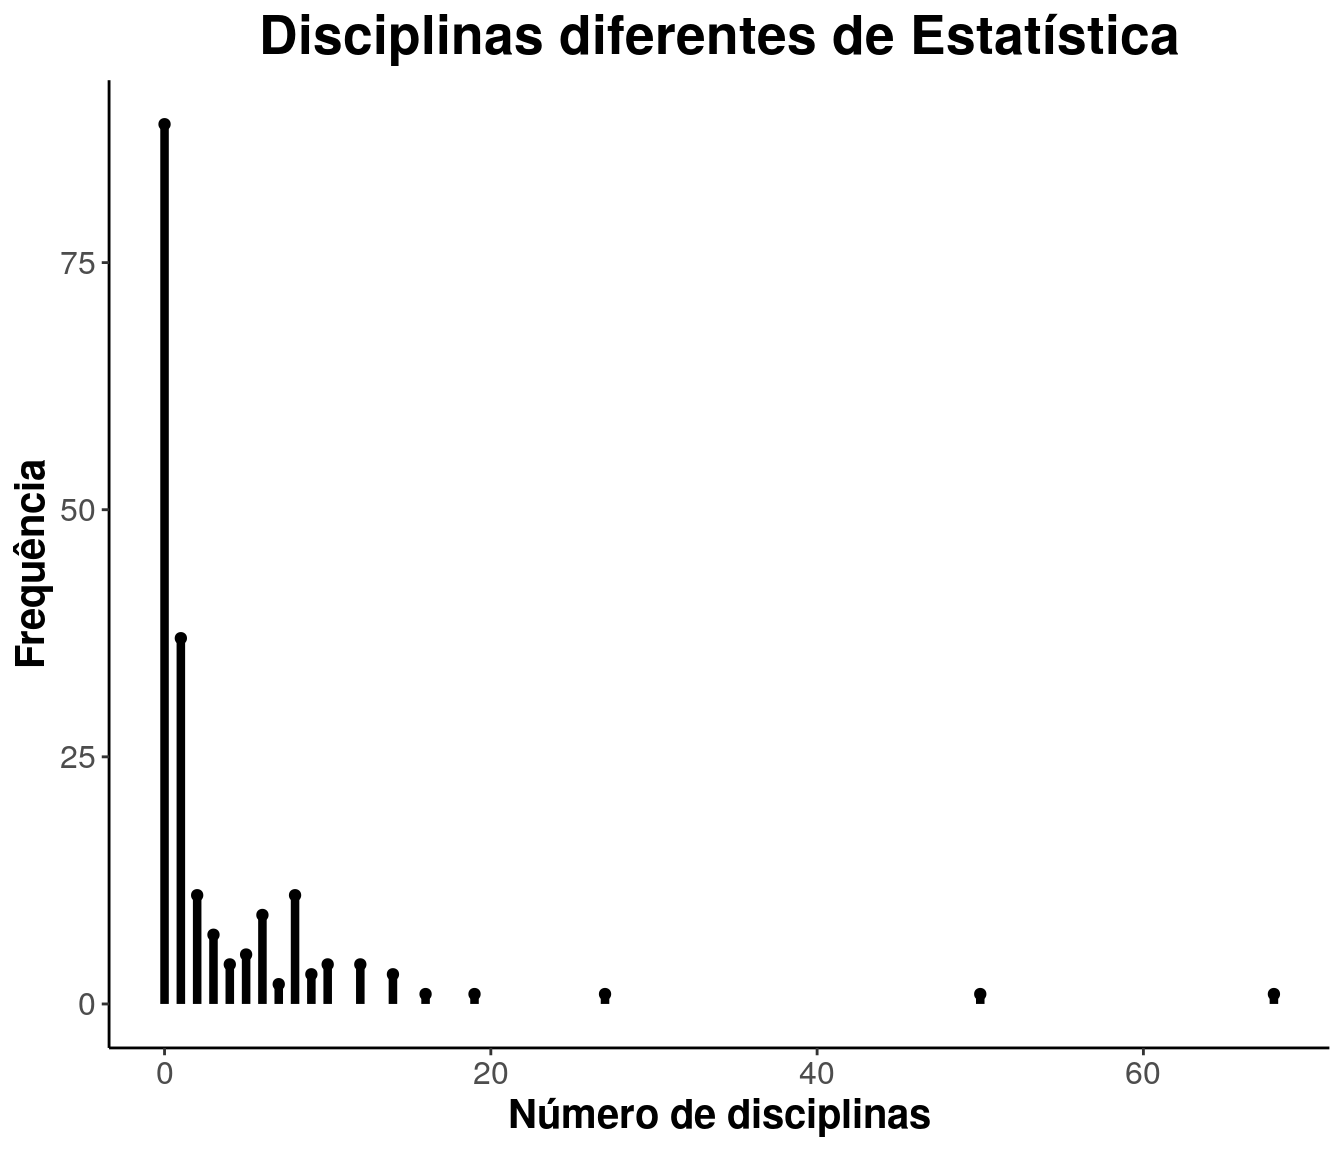 Disciplinas diferentes de Estatística
Frequência
75
50
25
0
0 20 40 60
Número de disciplinas